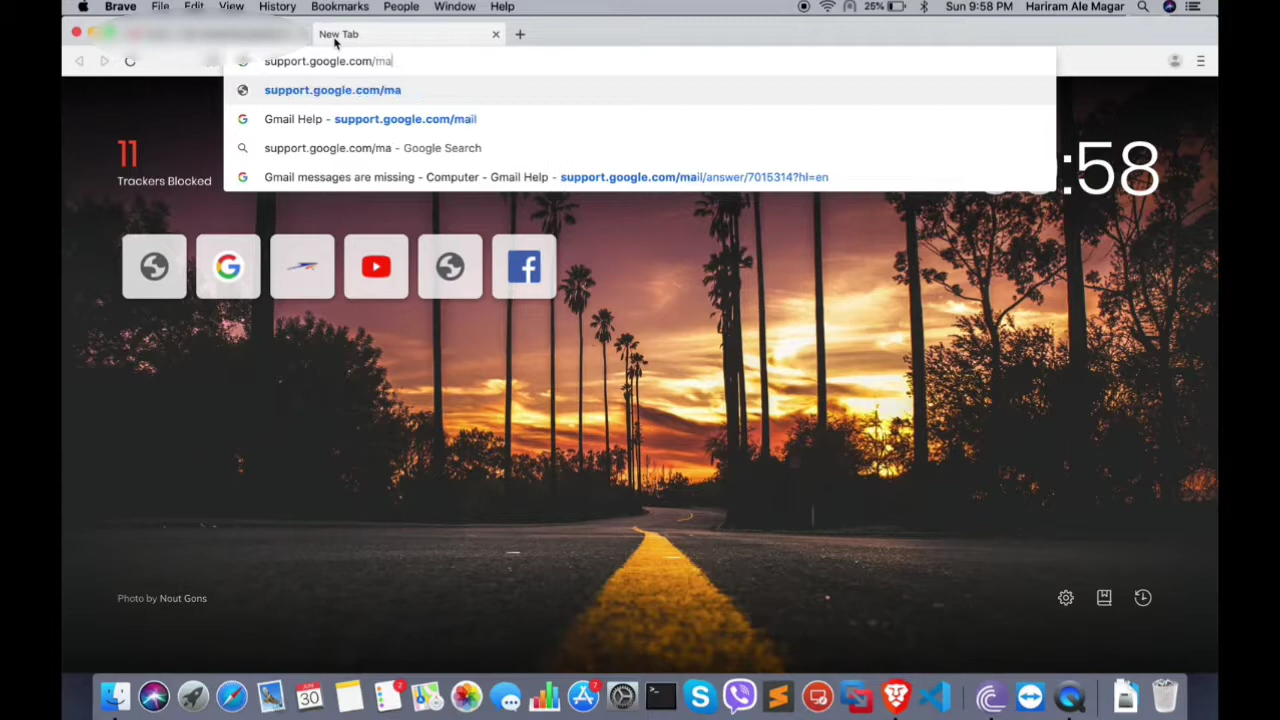 Brave File Edit View History Bookmarks People Window Help 25% Sun 9:58 PM Hariram Ale Magar
New Tab
support.google.com/ma
support.google.com/ma
Gmail Help - support.google.com/mail
support.google.com/ma - Google Search
Gmail messages are missing - Computer - Gmail Help - support.google.com/mail/answer/7015314?hl=en
11
Trackers Blocked
:58
Photo by Nout Gons
JUN
30
7
7